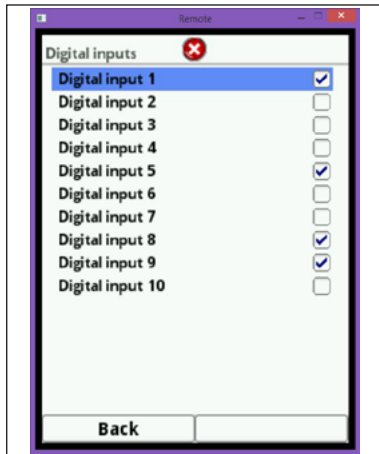 Remote
Digital inputs
Digital input 1
Digital input 2
Digital input 3
Digital input 4
Digital input 5
Digital input 6
Digital input 7
Digital input 8
Digital input 9
Digital input 10
Back